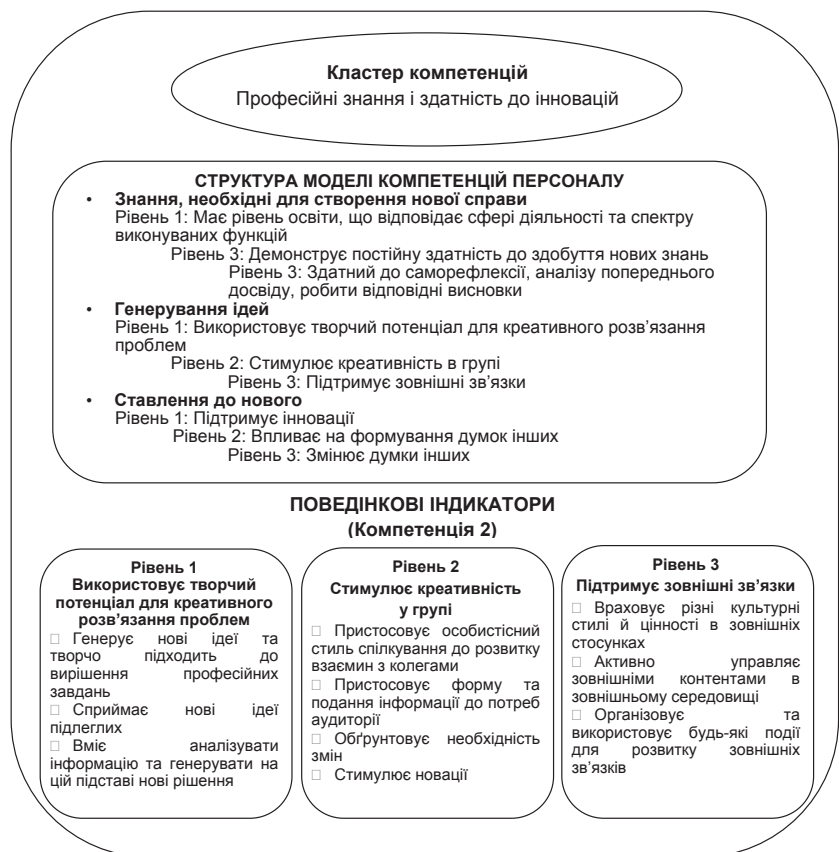 Кластер компетенцій
Професійні знання і здатність до інновацій
СТРУКТУРА МОДЕЛІ КОМПЕТЕНЦІЙ ПЕРСОНАЛУ
• Знання, необхідні для створення нової справи
Рівень 1: Має рівень освіти, що відповідає сфері діяльності та спектру
виконуваних функцій
Рівень 3: Демонструє постійну здатність до здобуття нових знань
Рівень 3: Здатний до саморефлексії, аналізу попереднього
досвіду, робити відповідні висновки
• Генерування ідей
Рівень 1: Використовує творчий потенціал для креативного розв’язання
проблем
Рівень 2: Стимулює креативність в групі
Рівень 3: Підтримує зовнішні зв’язки
• Ставлення до нового
Рівень 1: Підтримує інновації
Рівень 2: Впливає на формування думок інших
Рівень 3: Змінює думки інших
ПОВЕДІНКОВІ ІНДИКАТОРИ
(Компетенція 2)
Рівень 1
Використовує творчий
потенціал для креативного
розв’язання проблем
□ Генерує нові ідеї та
творчо підходить до
вирішення професійних
завдань
□ Сприймає нові ідеї
підлеглих
□ Вміє аналізувати
інформацію та генерувати на
цій підставі нові рішення
Рівень 2
Стимулює креативність
у групі
□ Пристосовує особистісний
стиль спілкування до розвитку
взаємин з колегами
□ Пристосовує форму та
подання інформації до потреб
аудиторії
□ Обґрунтовує необхідність
змін
□ Стимулює новації
Рівень 3
Підтримує зовнішні зв’язки
□ Враховує різні культурні
стилі й цінності в зовнішніх
стосунках
□ Активно управляє
зовнішніми контентами в
зовнішньому середовищі
□ Організовує та
використовує будь-які події
для розвитку зовнішніх
зв’язків